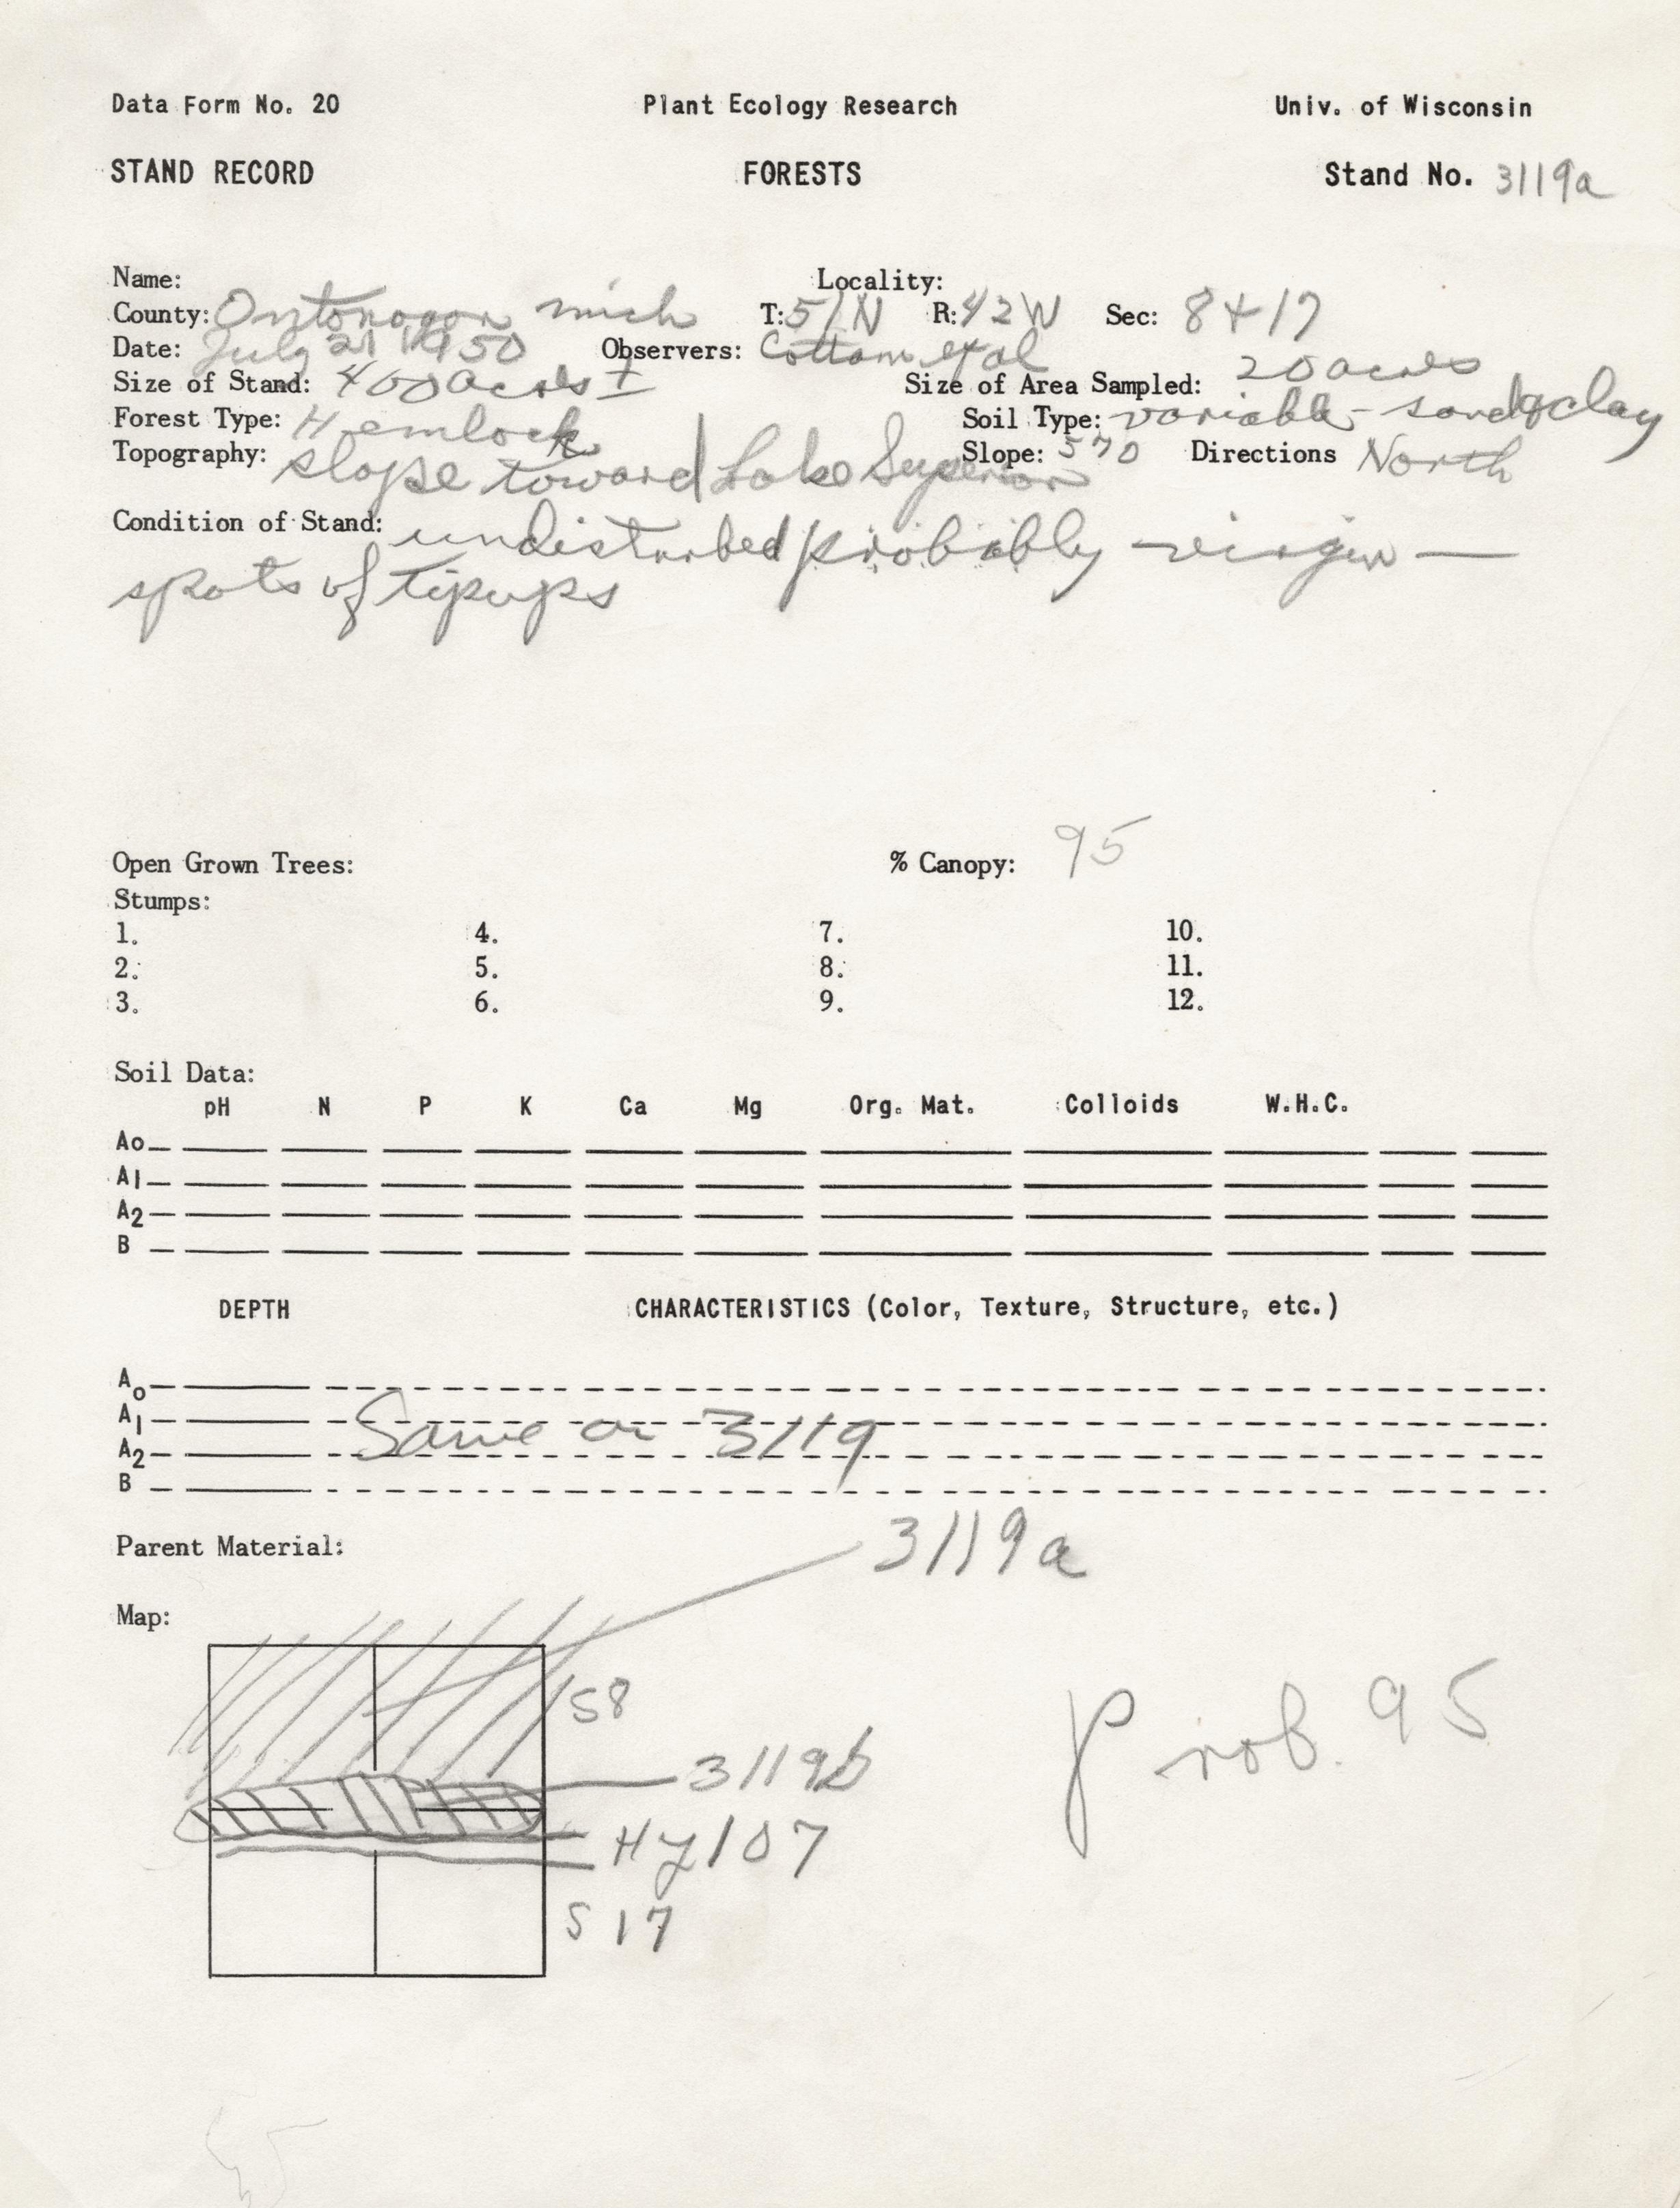 Data Form No. 20 Plant Ecology Research Univ. of Wisconsin
STAND RECORD FORESTS Stand No. 3119a
Name: Locality:
County: Ontonagon mich T: 51N R: 42W Sec: 8+17
Date: July 21 1950 Observers: Cottam et al
Size of Stand: 400 acres ± Size of Area Sampled: 20 acres
Forest Type: Hemlock Soil Type: variable - sand & clay
Topography: slope toward Lake Superior Slope: 5% Directions North
Condition of Stand: undisturbed probably virgin —
spots of tipups
Open Grown Trees: % Canopy: 95
Stumps:
1. 4. 7. 10.
2. 5. 8. 11.
3. 6. 9. 12.
Soil Data:
pH N P K Ca Mg Org. Mat. Colloids W.H.C.
Ao
A1
A2
B
DEPTH CHARACTERISTICS (Color, Texture, Structure, etc.)
Ao
A1
A2
B
Same as 3119
Parent Material:
3119a
Map:
S8
3119b
Hy 107
S 17
Prob. 95